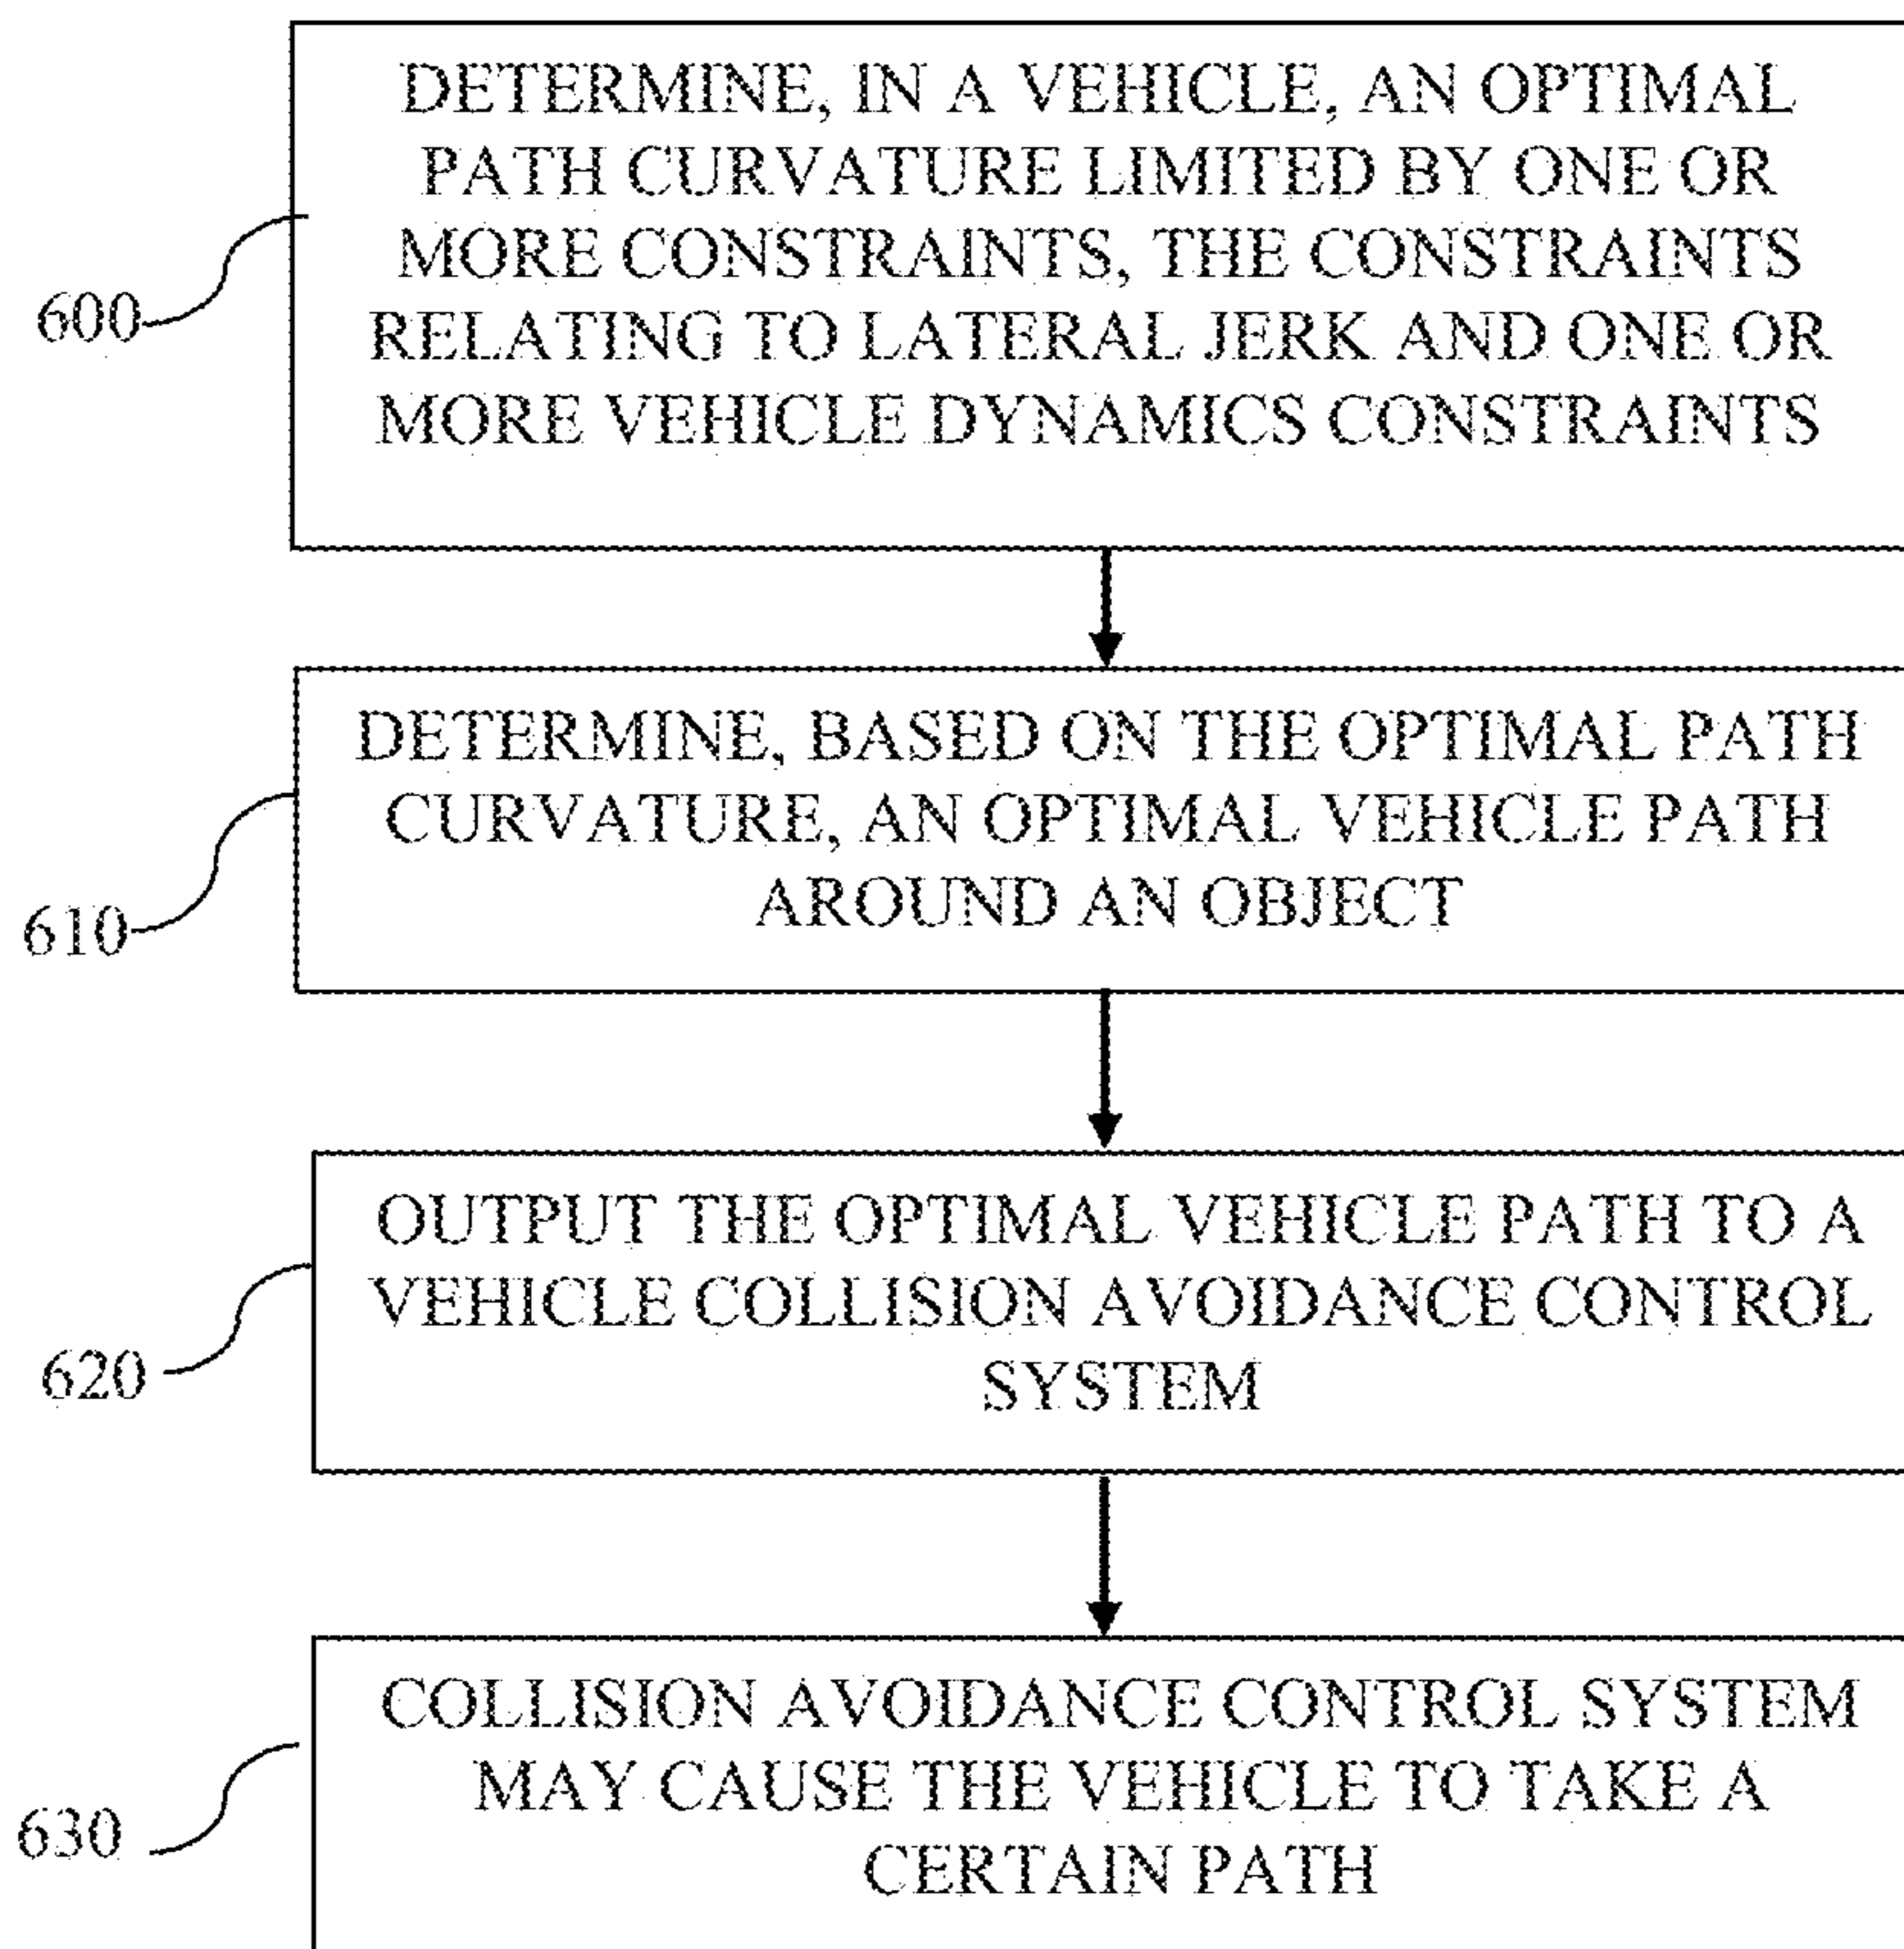 DETERMINE, IN A VEHICLE, AN OPTIMAL
PATH CURVATURE LIMITED BY ONE OR
MORE CONSTRAINTS, THE CONSTRAINTS
RELATING TO LATERAL JERK AND ONE OR
MORE VEHICLE DYNAMICS CONSTRAINTS
600
DETERMINE, BASED ON THE OPTIMAL PATH
CURVATURE, AN OPTIMAL VEHICLE PATH
AROUND AN OBJECT
610
OUTPUT THE OPTIMAL VEHICLE PATH TO A
VEHICLE COLLISION AVOIDANCE CONTROL
SYSTEM
620
COLLISION AVOIDANCE CONTROL SYSTEM
MAY CAUSE THE VEHICLE TO TAKE A
CERTAIN PATH
630